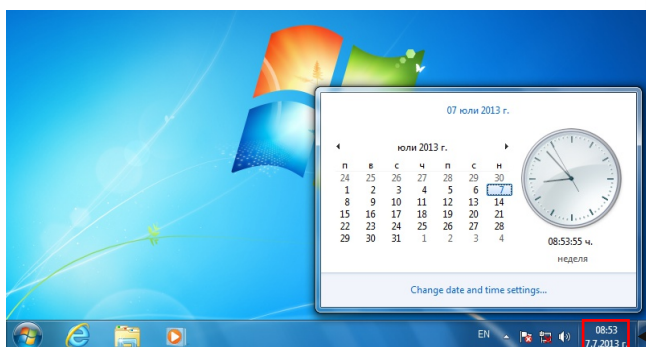 07 юли 2013 г.
юли 2013 г.
п в с ч п с н
24 25 26 27 28 29 30
1 2 3 4 5 6 7
8 9 10 11 12 13 14
15 16 17 18 19 20 21
22 23 24 25 26 27 28
29 30 31 1 2 3 4
08:53:55 ч.
неделя
Change date and time settings...
EN
08:53
7.7.2013 г.